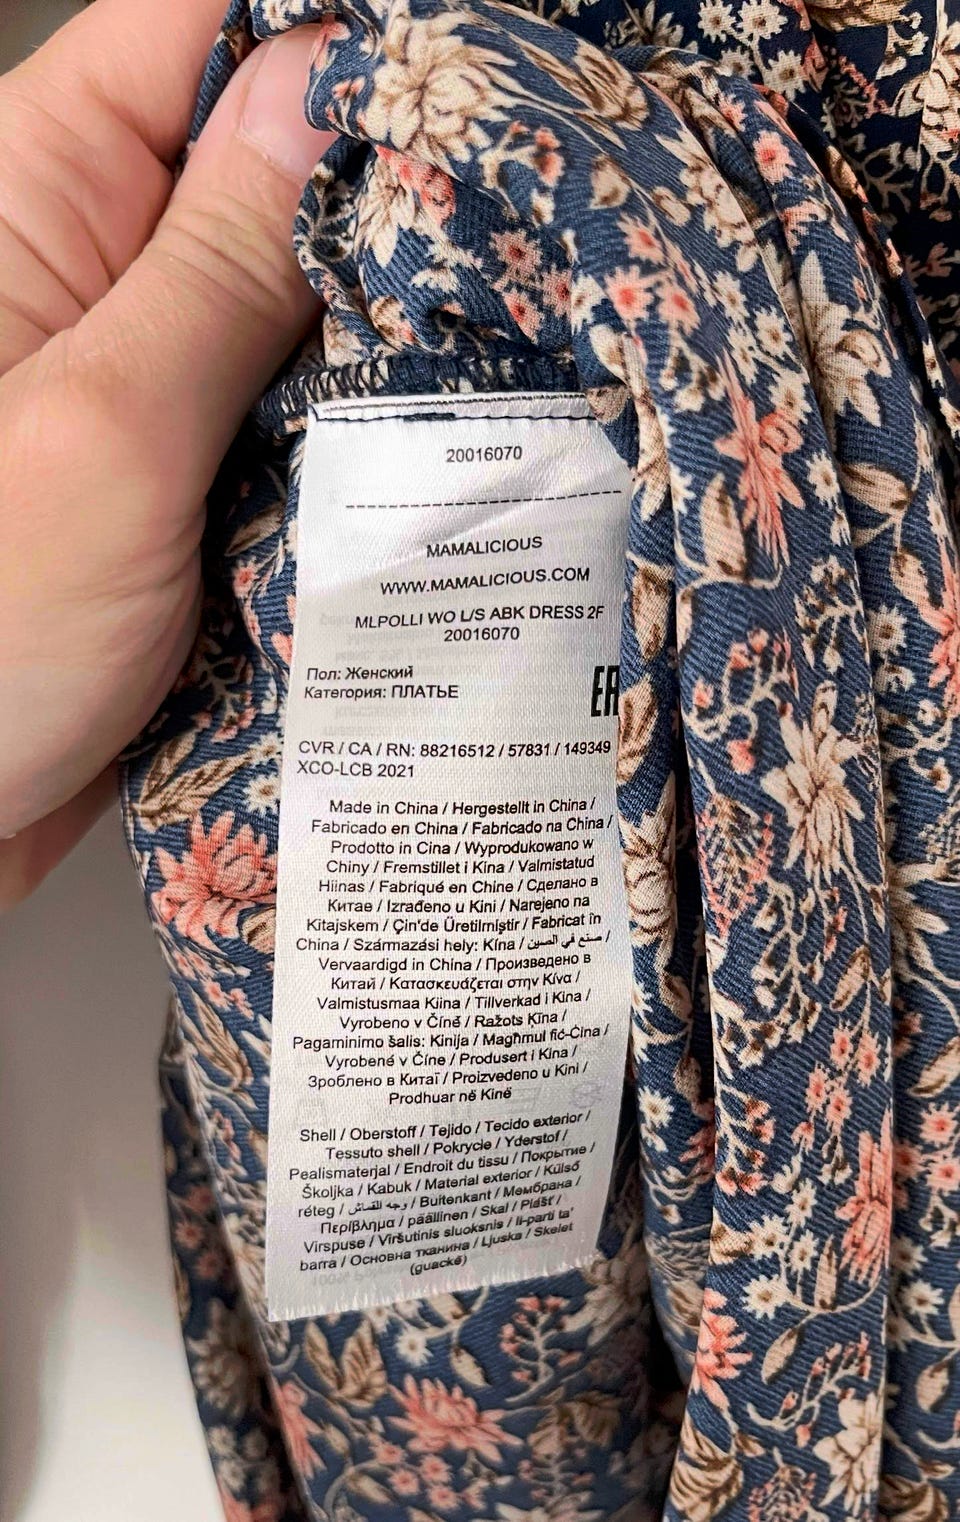 20016070
MAMALICIOUS
WWW.MAMALICIOUS.COM
MLPOLLI WO L/S ABK DRESS 2F
20016070
Пол: Женский
Категория: ПЛАТЬЕ
CVR / CA / RN: 88216512 / 57831 / 149349
XCO-LCB 2021
Made in China / Hergestellt in China /
Fabricado en China / Fabricado na China /
Prodotto in Cina / Wyprodukowano w
Chiny / Fremstillet i Kina / Valmistatud
Hiinas / Fabriqué en Chine / Сделано в
Китае / Izrađeno u Kini / Narejeno na
Kitajskem / Çin'de Üretilmiştir / Fabricat în
China / Származási hely: Kína / صنع في الصين /
Vervaardigd in China / Произведено в
Китай / Κατασκευάζεται στην Κίνα /
Valmistusmaa Kiina / Tillverkad i Kina /
Vyrobeno v Číně / Ražots Ķīna /
Pagaminimo šalis: Kinija / Magħmul fiċ-Ċina /
Vyrobené v Číne / Produsert i Kina /
Зроблено в Китаї / Proizvedeno u Kini /
Prodhuar në Kinë
Shell / Oberstoff / Tejido / Tecido exterior /
Tessuto shell / Pokrycie / Yderstof /
Pealismaterjal / Endroit du tissu / Покрытие /
Školjka / Kabuk / Material exterior / Külső
réteg / وجه القماش / Buitenkant / Мембрана /
Περίβλημα / päällinen / Skal / Plášť /
Virspuse / Viršutinis sluoksnis / Il-parti ta'
barra / Основна тканина / Ljuska / Skelet
(guackë)